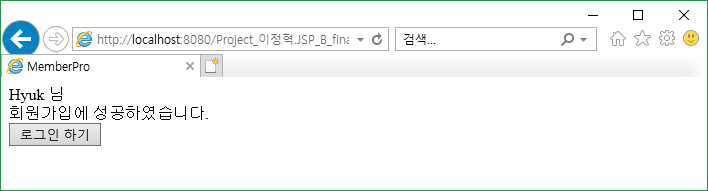 http://localhost:8080/Project_이정혁.JSP_B_fina
검색...
MemberPro
Hyuk 님
회원가입에 성공하였습니다.
로그인 하기